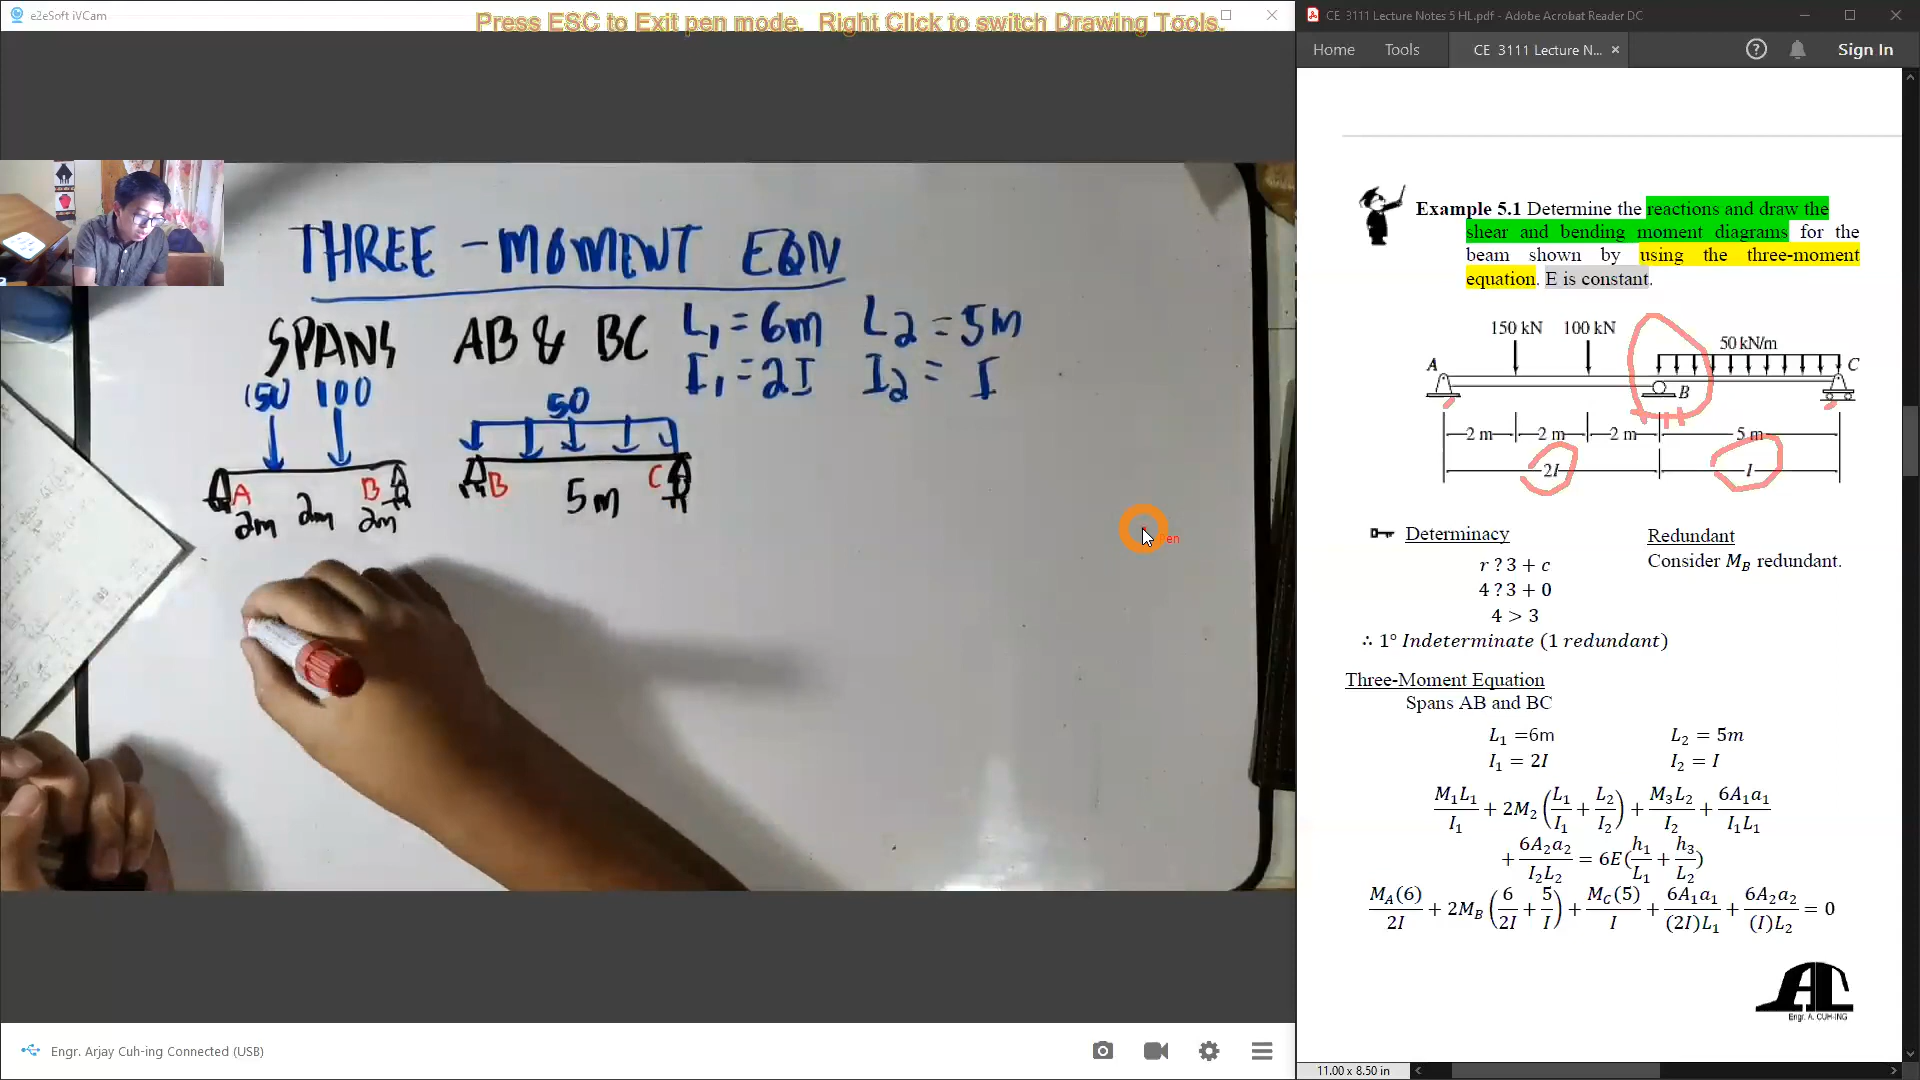 e2eSoft iVCam
Press ESC to Exit pen mode. Right Click to switch Drawing Tools.
THREE-MOMENT EQN
SPANS AB & BC L1 = 6m L2 = 5m
I1 = 2I I2 = I
150 100
50
A B
2m 2m 2m
B C
5m
Pen
Engr. Arjay Cuh-ing Connected (USB)
CE 3111 Lecture Notes 5 HL.pdf - Adobe Acrobat Reader DC
Home Tools CE 3111 Lecture N... × ? Sign In
Example 5.1 Determine the reactions and draw the
shear and bending moment diagrams for the
beam shown by using the three-moment
equation. E is constant.
150 kN 100 kN
50 kN/m
A B C
2 m 2 m 2 m 5 m
2I I
Determinacy Redundant
r ? 3 + c Consider M_B redundant.
4 ? 3 + 0
4 > 3
∴ 1° Indeterminate (1 redundant)
Three-Moment Equation
Spans AB and BC
L₁ =6m L₂ = 5m
I₁ = 2I I₂ = I
M₁L₁/I₁ + 2M₂ (L₁/I₁ + L₂/I₂) + M₃L₂/I₂ + 6A₁a₁/I₁L₁
+ 6A₂a₂/I₂L₂ = 6E(h₁/L₁ + h₃/L₂)
M_A(6)/2I + 2M_B (6/2I + 5/I) + M_C(5)/I + 6A₁a₁/(2I)L₁ + 6A₂a₂/(I)L₂ = 0
AC
Engr. A. CUH-ING
11.00 x 8.50 in